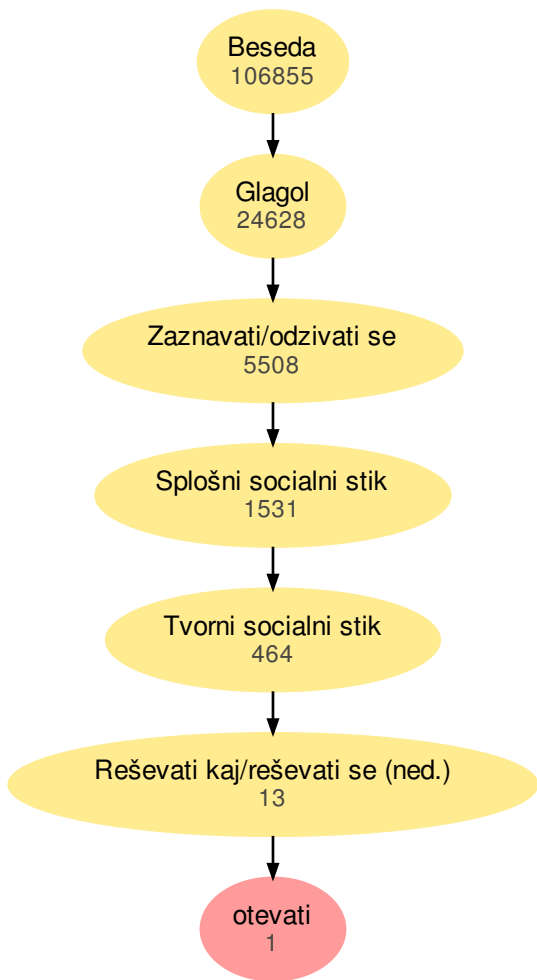 Beseda
106855
Glagol
24628
Zaznavati/odzivati se
5508
Splošni socialni stik
1531
Tvorni socialni stik
464
Reševati kaj/reševati se (ned.)
13
otevati
1